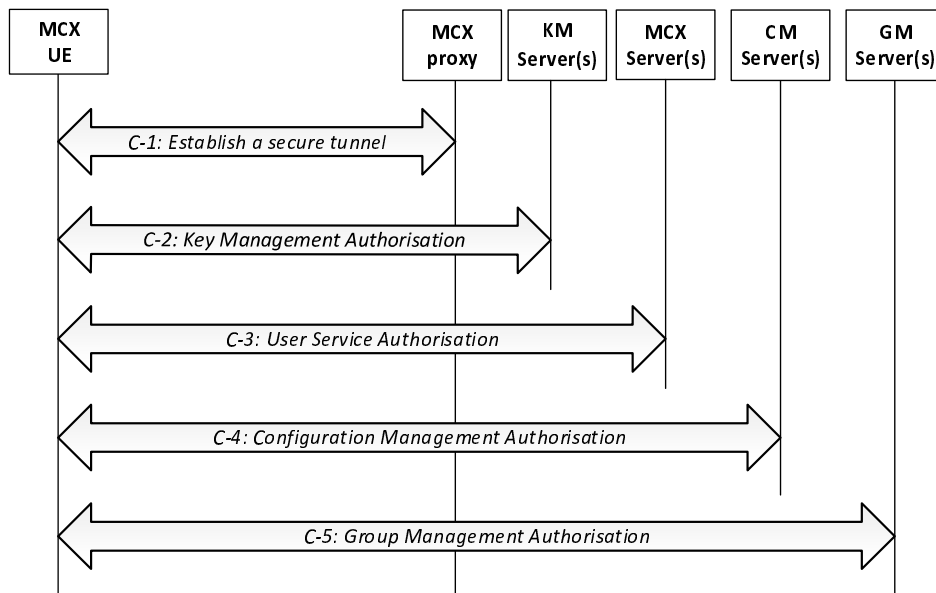 MCX
UE
MCX
proxy
KM
Server(s)
MCX
Server(s)
CM
Server(s)
GM
Server(s)
C-1: Establish a secure tunnel
C-2: Key Management Authorisation
C-3: User Service Authorisation
C-4: Configuration Management Authorisation
C-5: Group Management Authorisation